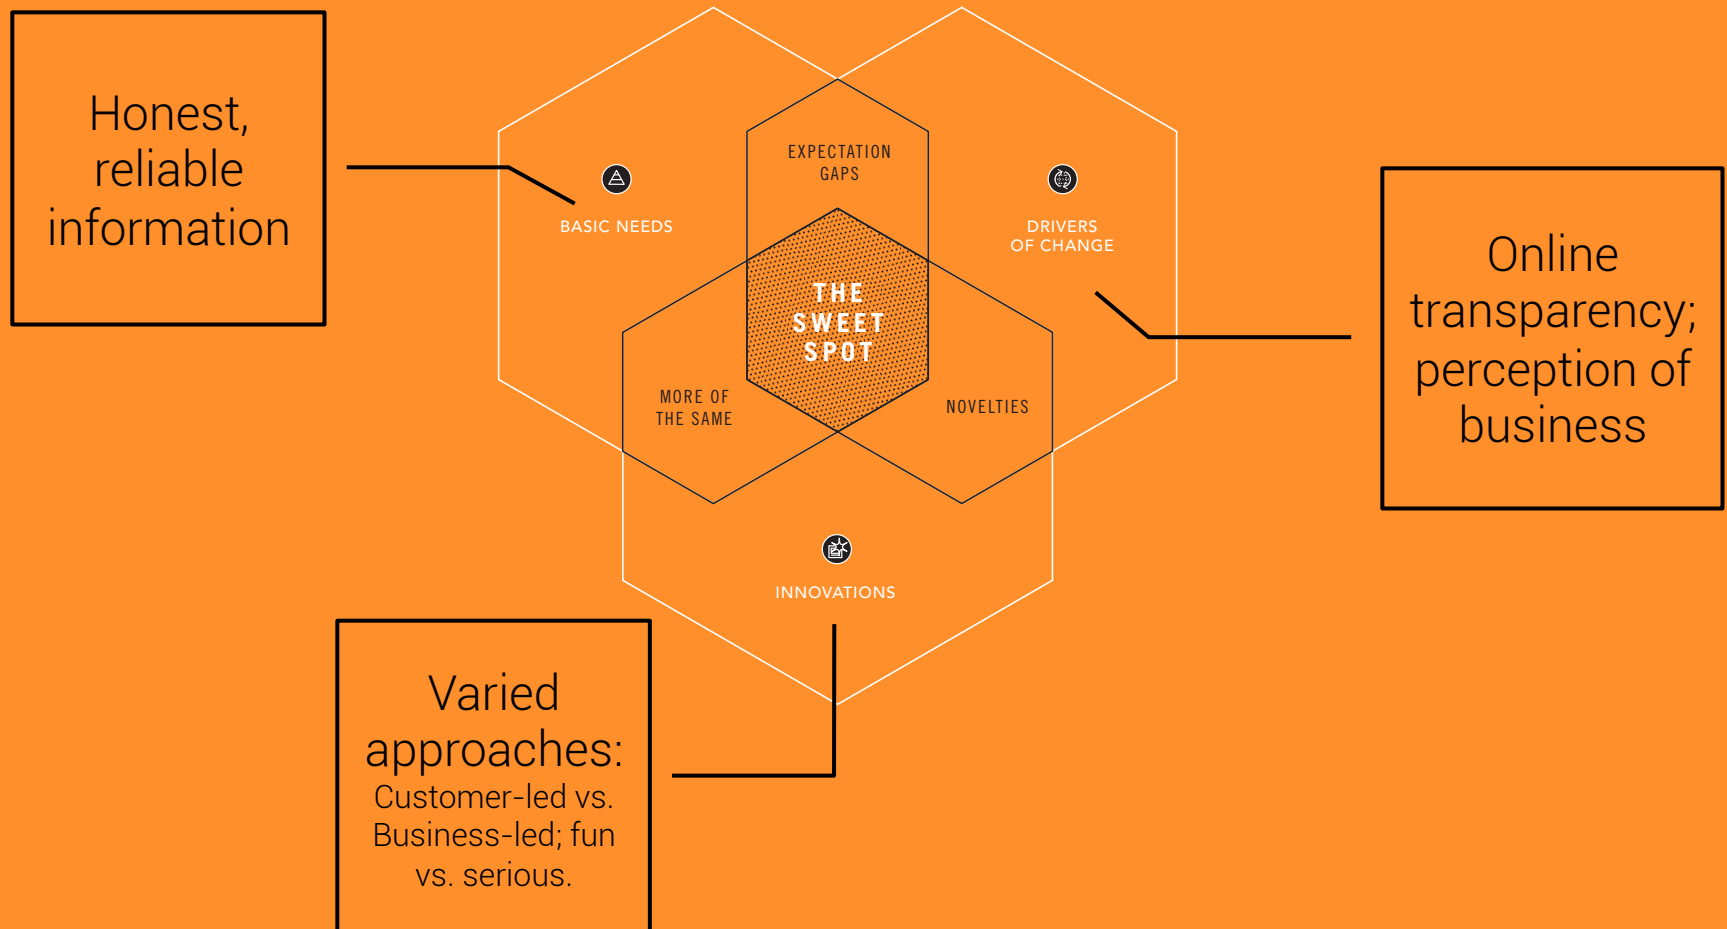 Honest,
reliable
information
EXPECTATION
GAPS
BASIC NEEDS
DRIVERS
OF CHANGE
THE
SWEET
SPOT
MORE OF
THE SAME
NOVELTIES
Online
transparency;
perception of
business
INNOVATIONS
Varied
approaches:
Customer-led vs.
Business-led; fun
vs. serious.